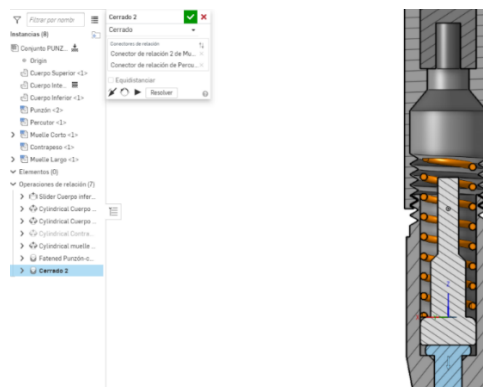 Filtrar por nombr
Instancias (8)
Conjunto PUNZ...
Origin
Cuerpo Superior <1>
Cuerpo Inte...
Cuerpo Inferior <1>
Punzón <2>
Percutor <1>
Muelle Corto <1>
Contrapeso <1>
Muelle Largo <1>
Elementos (0)
Operaciones de relación (7)
Slider Cuerpo infer...
Cylindrical Cuerpo ...
Cylindrical Cuerpo ...
Cylindrical Contra...
Cylindrical muelle ...
Fatened Punzón-c...
Cerrado 2
Cerrado 2
Cerrado
Conectores de relación
Conector de relación 2 de Mu...
Conector de relación de Percu...
Equidistanciar
Resolver
Z